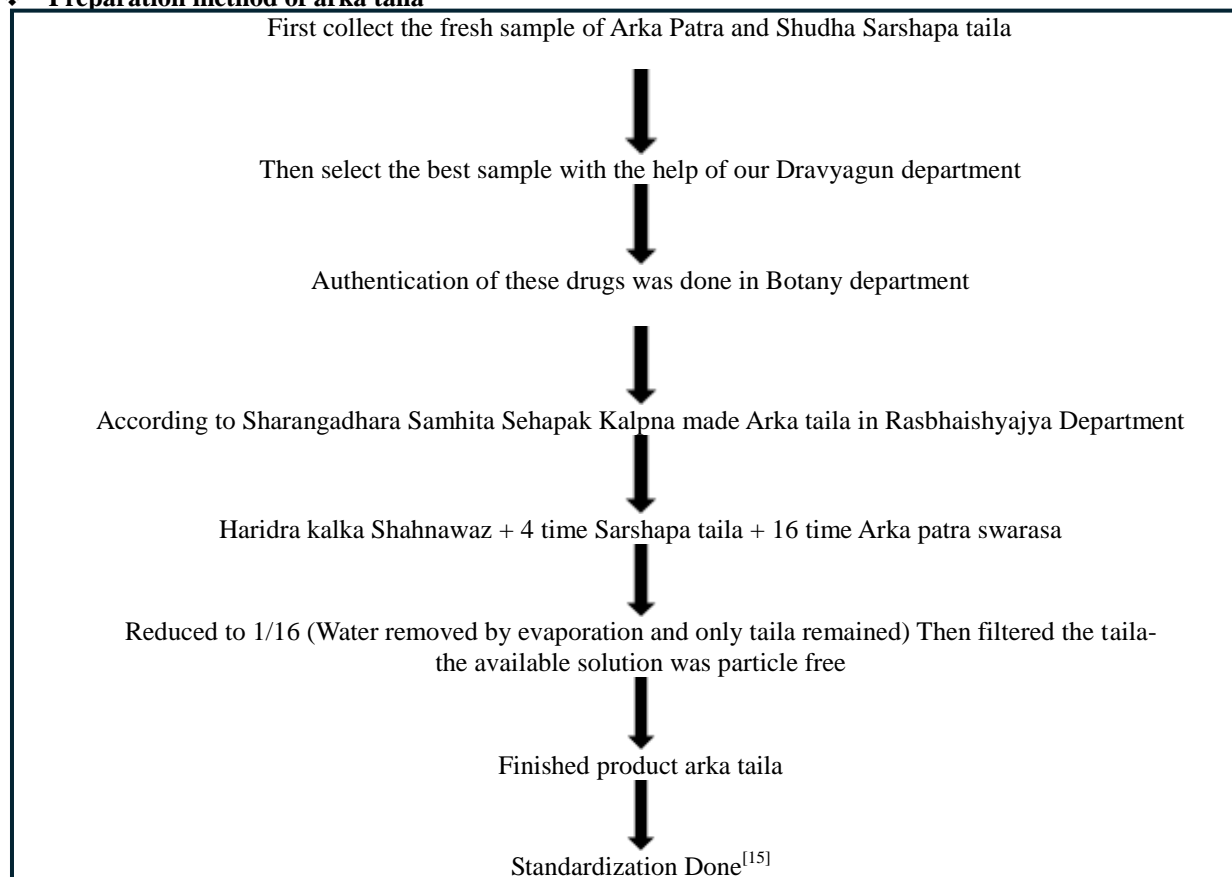 Preparation method of arka taila
First collect the fresh sample of Arka Patra and Shudha Sarshapa taila
Then select the best sample with the help of our Dravyagun department
Authentication of these drugs was done in Botany department
According to Sharangadhara Samhita Sehapak Kalpna made Arka taila in Rasbhaishyajya Department
Haridra kalka Shahnawaz + 4 time Sarshapa taila + 16 time Arka patra swarasa
Reduced to 1/16 (Water removed by evaporation and only taila remained) Then filtered the taila-
the available solution was particle free
Finished product arka taila
Standardization Done[15]